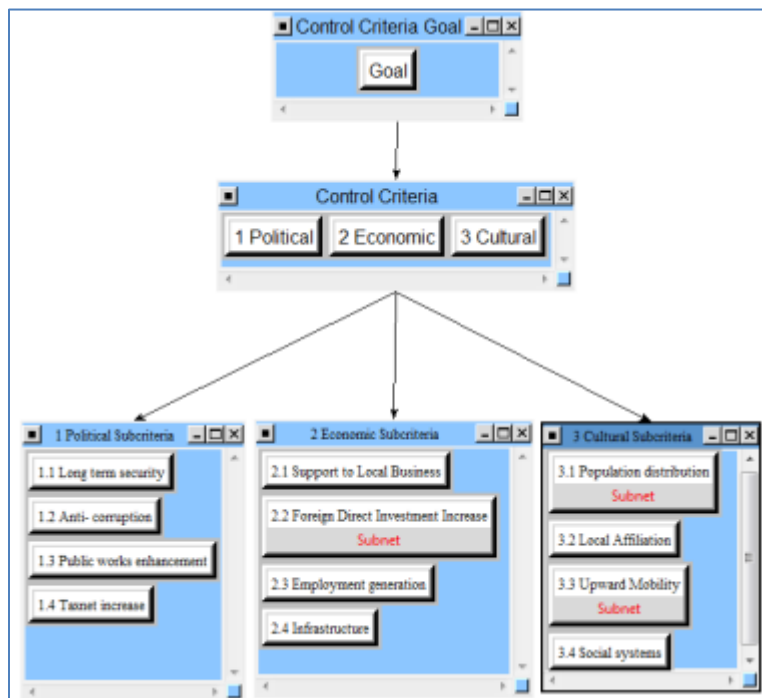 Control Criteria Goal
Goal
Control Criteria
1 Political
2 Economic
3 Cultural
1 Political Subcriteria
1.1 Long term security
1.2 Anti- corruption
1.3 Public works enhancement
1.4 Taxnet increase
2 Economic Subcriteria
2.1 Support to Local Business
2.2 Foreign Direct Investment Increase
Subnet
2.3 Employment generation
2.4 Infrastructure
3 Cultural Subcriteria
3.1 Population distribution
Subnet
3.2 Local Affiliation
3.3 Upward Mobility
Subnet
3.4 Social systems